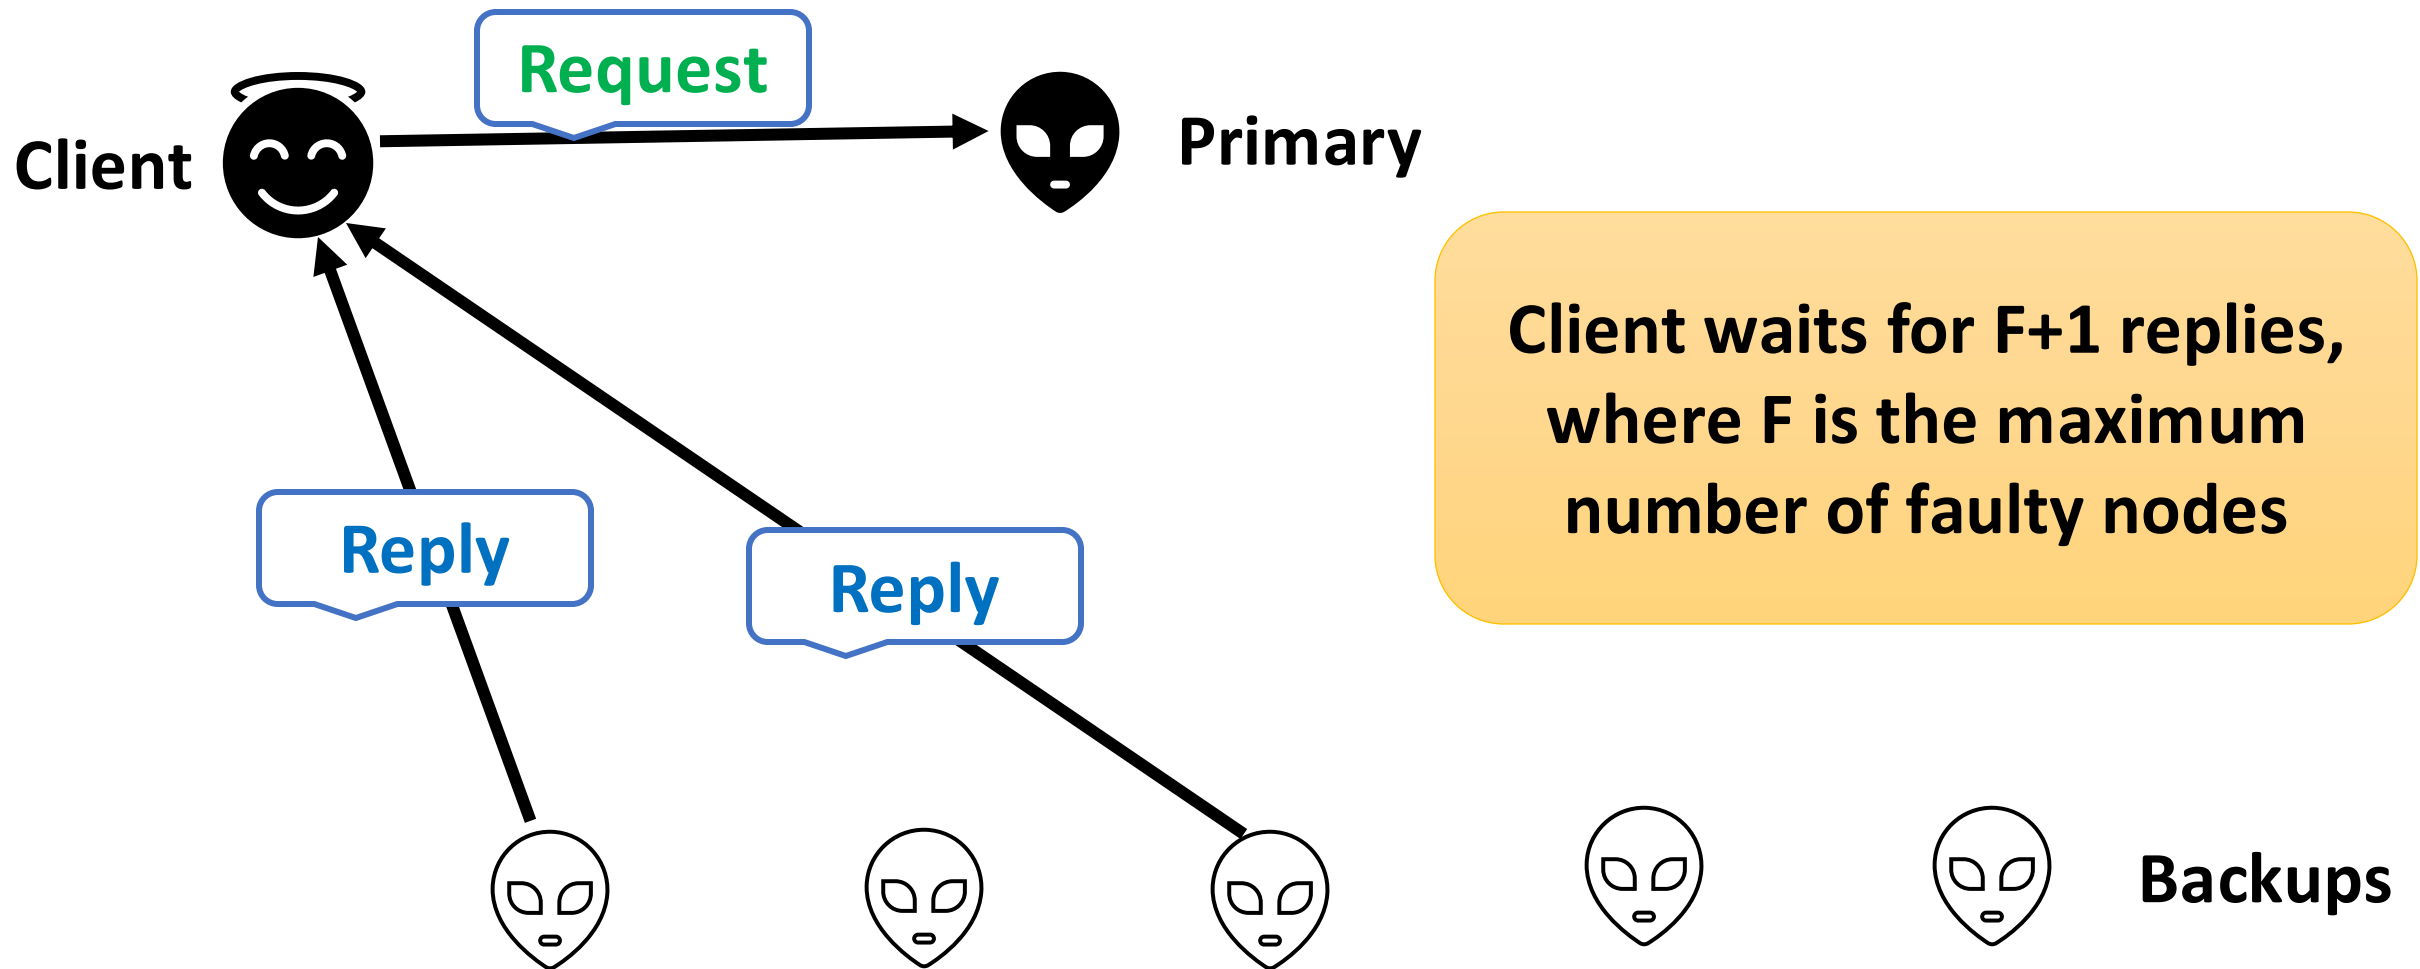 Request
Client
Primary
Client waits for F+1 replies,
where F is the maximum
number of faulty nodes
Reply
Reply
Backups